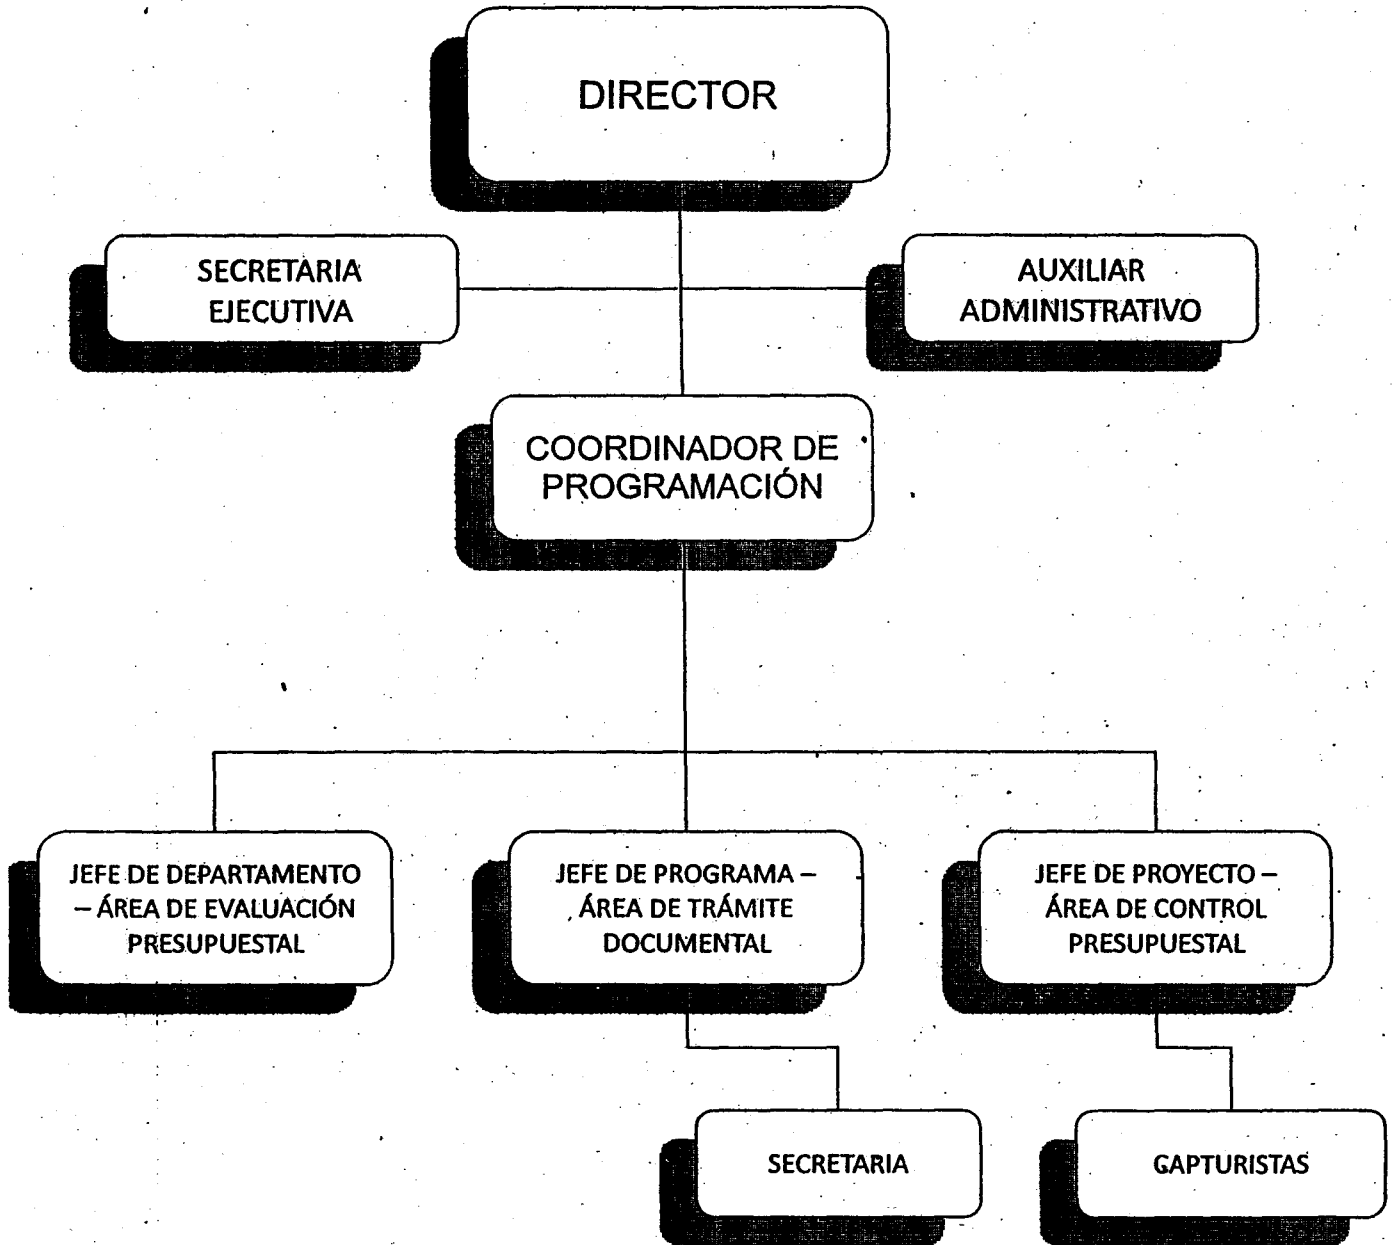 DIRECTOR
SECRETARIA
EJECUTIVA
AUXILIAR
ADMINISTRATIVO
COORDINADOR DE
PROGRAMACIÓN
JEFE DE DEPARTAMENTO
– ÁREA DE EVALUACIÓN
PRESUPUESTAL
JEFE DE PROGRAMA –
ÁREA DE TRÁMITE
DOCUMENTAL
JEFE DE PROYECTO –
ÁREA DE CONTROL
PRESUPUESTAL
SECRETARIA
GAPTURISTAS